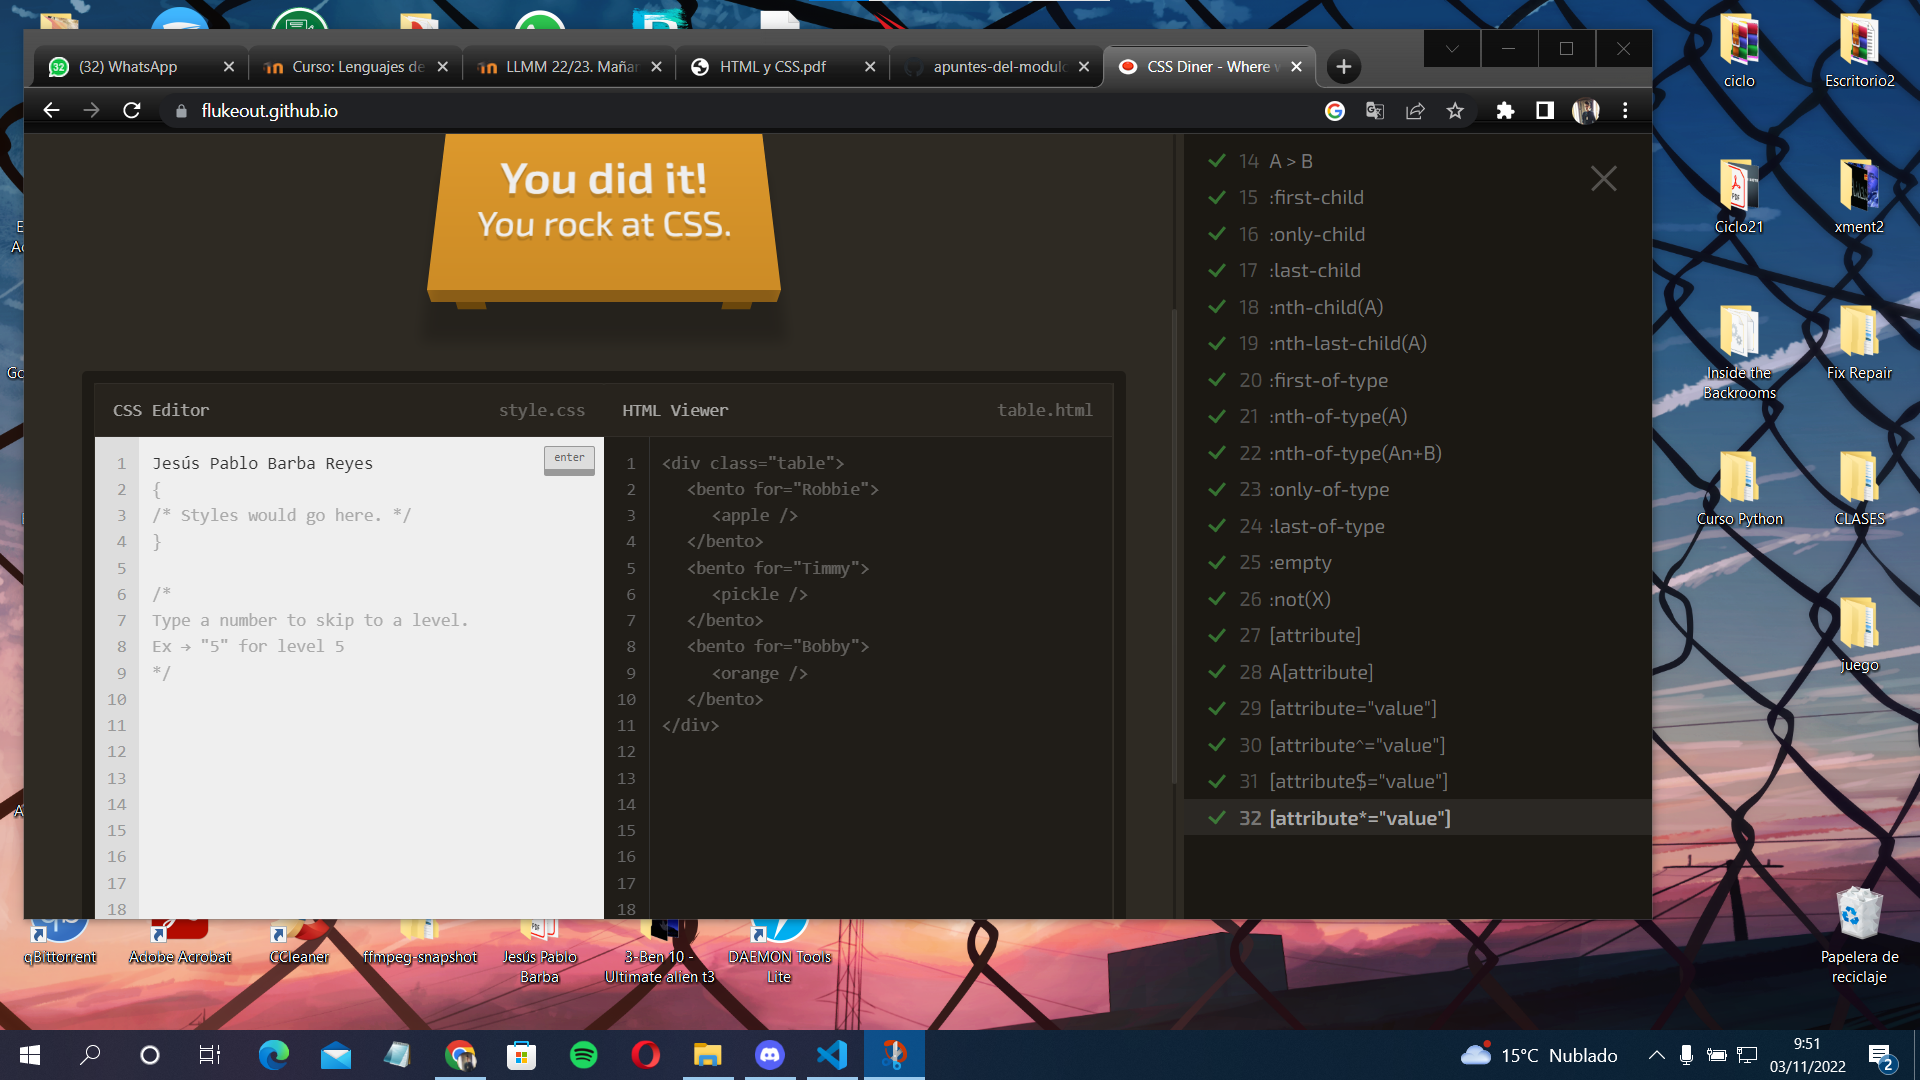 (32) WhatsApp
Curso: Lenguajes de
LLMM 22/23. Mañar
HTML y CSS.pdf
apuntes-del-modulo
CSS Diner - Where w
flukeout.github.io
You did it!
You rock at CSS.
CSS Editor
style.css
HTML Viewer
table.html
enter
1 Jesús Pablo Barba Reyes
2 {
3 /* Styles would go here. */
4 }
5
6 /*
7 Type a number to skip to a level.
8 Ex → "5" for level 5
9 */
10
11
12
13
14
15
16
17
18
1 <div class="table">
2 <bento for="Robbie">
3 <apple />
4 </bento>
5 <bento for="Timmy">
6 <pickle />
7 </bento>
8 <bento for="Bobby">
9 <orange />
10 </bento>
11 </div>
12
13
14
15
16
17
18
14 A > B
15 :first-child
16 :only-child
17 :last-child
18 :nth-child(A)
19 :nth-last-child(A)
20 :first-of-type
21 :nth-of-type(A)
22 :nth-of-type(An+B)
23 :only-of-type
24 :last-of-type
25 :empty
26 :not(X)
27 [attribute]
28 A[attribute]
29 [attribute="value"]
30 [attribute^="value"]
31 [attribute$="value"]
32 [attribute*="value"]
ciclo
Escritorio2
Ciclo21
xment2
Inside the
Backrooms
Fix Repair
Curso Python
CLASES
juego
Papelera de
reciclaje
qBittorrent
Adobe Acrobat
CCleaner
ffmpeg-snapshot
Jesús Pablo
Barba
3-Ben 10 -
Ultimate alien t3
DAEMON Tools
Lite
15°C Nublado
9:51
03/11/2022
2